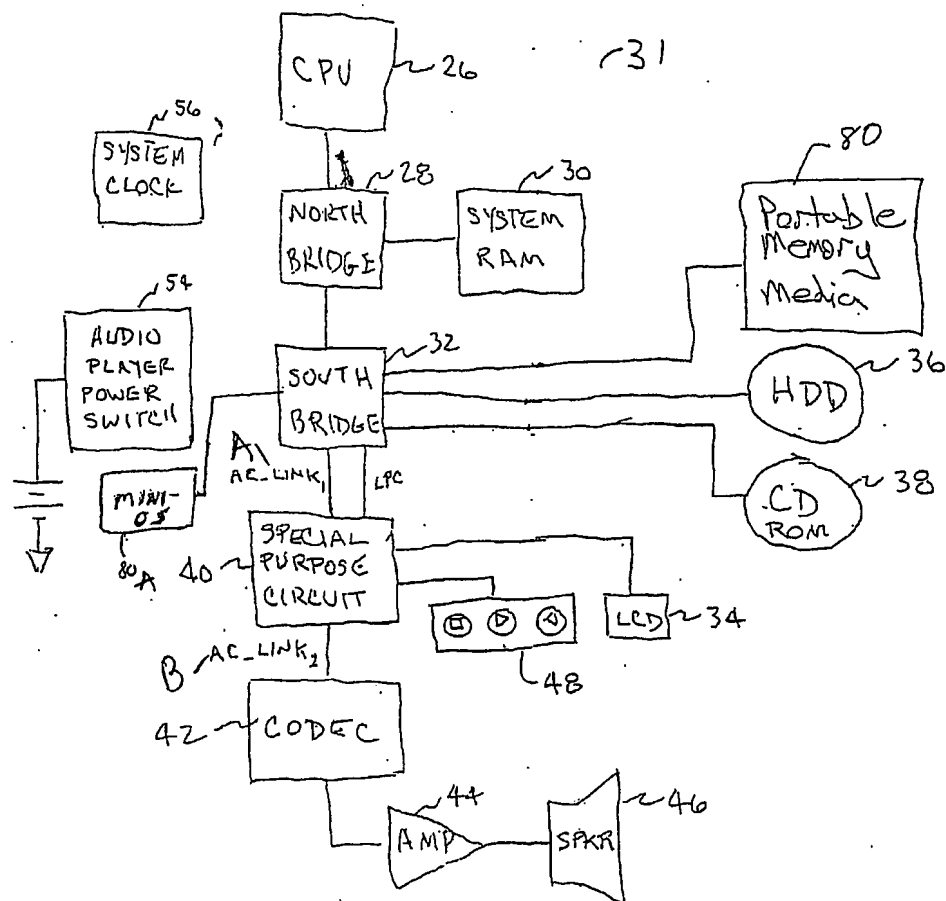 CPU
26
31
56
SYSTEM
CLOCK
28
NORTH
BRIDGE
30
SYSTEM
RAM
80
Portable
Memory
Media
54
AUDIO
PLAYER
POWER
SWITCH
32
SOUTH
BRIDGE
36
HDD
MINI-
OS
80A
A
AC_LINK1
LPC
38
CD
ROM
40
SPECIAL
PURPOSE
CIRCUIT
48
LCD
34
B
AC_LINK2
42
CODEC
44
AMP
46
SPKR